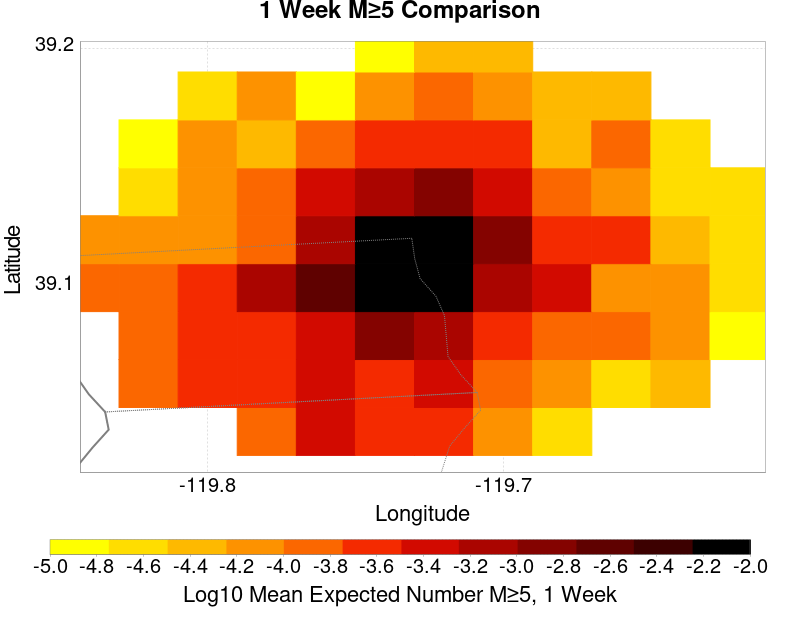 1 Week M≥5 Comparison
39.2
39.1
Latitude
-119.8 -119.7
Longitude
-5.0 -4.8 -4.6 -4.4 -4.2 -4.0 -3.8 -3.6 -3.4 -3.2 -3.0 -2.8 -2.6 -2.4 -2.2 -2.0
Log10 Mean Expected Number M≥5, 1 Week